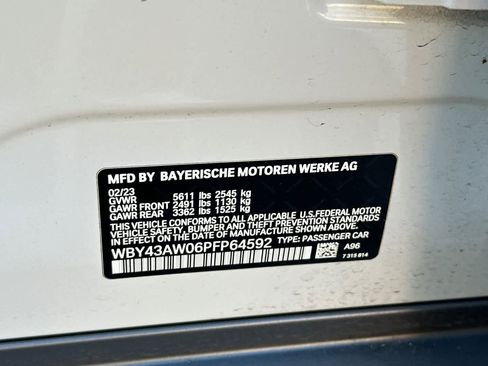 MFD BY BAYERISCHE MOTOREN WERKE AG
02/23
GVWR 5611 lbs 2545 kg
GAWR FRONT 2491 lbs 1130 kg
GAWR REAR 3362 lbs 1525 kg
THIS VEHICLE CONFORMS TO ALL APPLICABLE U.S.FEDERAL MOTOR
VEHICLE SAFETY, BUMPER AND THEFT PREVENTION STANDARDS
IN EFFECT ON THE DATE OF MANUFACTURE SHOWN ABOVE.
WBY43AW06PFP64592 TYPE: PASSENGER CAR
A96
7 315 814